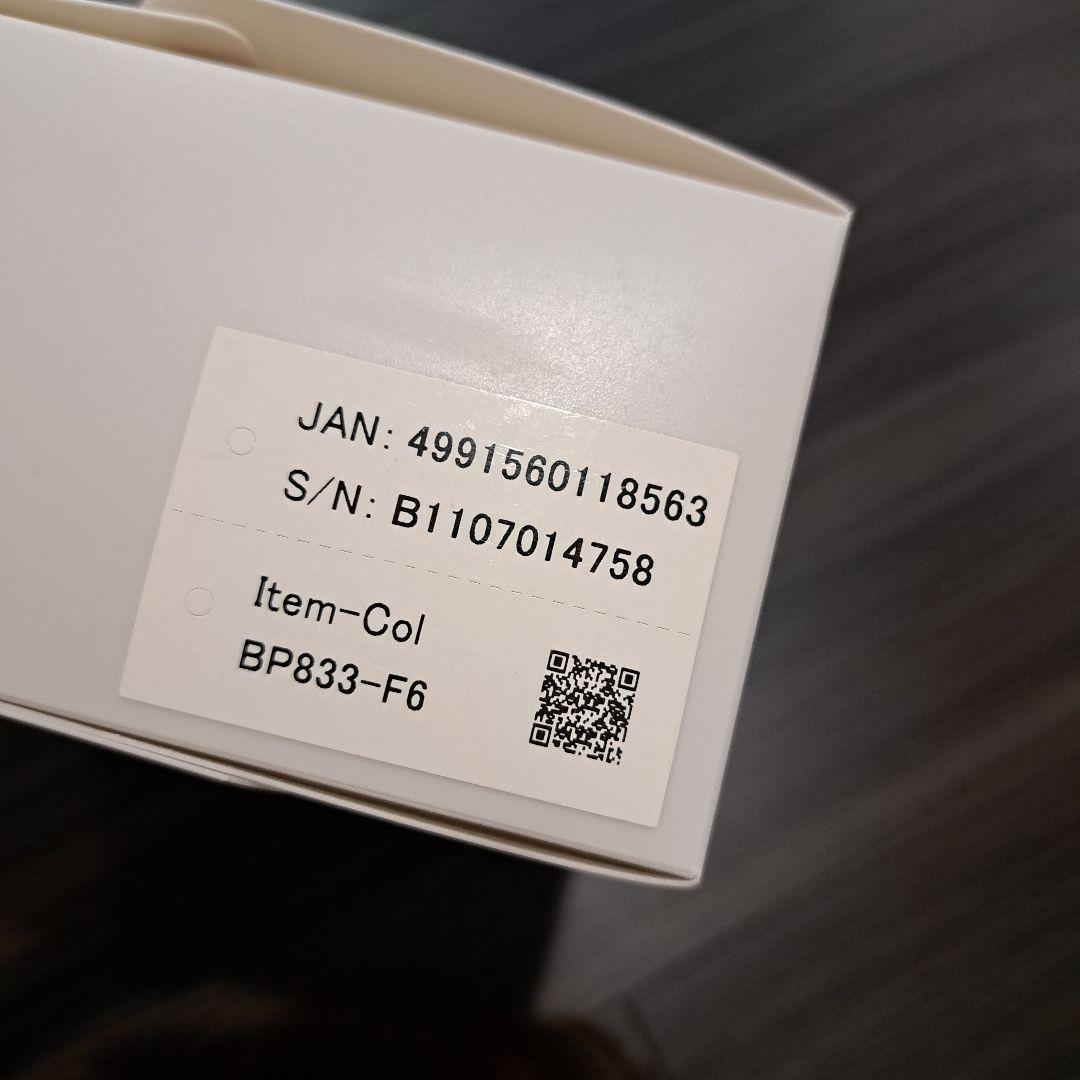 JAN: 4991560118563
S/N: B1107014758
Item-Col
BP833-F6